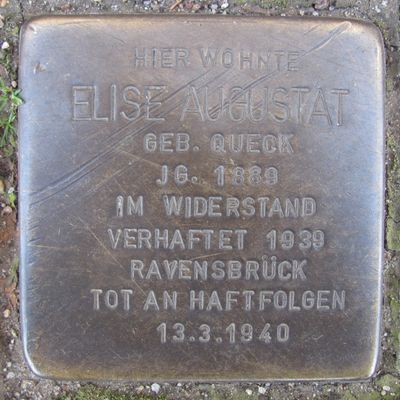 HIER WOHNTE
ELISE AUGUSTAT
GEB. QUECK
JG. 1889
IM WIDERSTAND
VERHAFTET 1939
RAVENSBRÜCK
TOT AN HAFTFOLGEN
13.3.1940